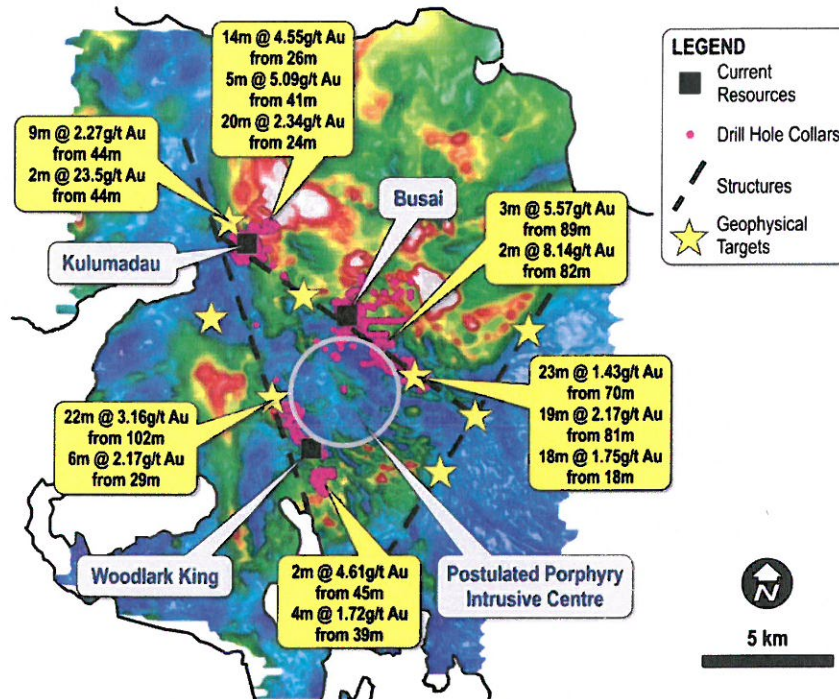 14m @ 4.55g/t Au
from 26m
5m @ 5.09g/t Au
from 41m
20m @ 2.34g/t Au
from 24m
LEGEND
Current
Resources
Drill Hole Collars
Structures
Geophysical
Targets
9m @ 2.27g/t Au
from 44m
2m @ 23.5g/t Au
from 44m
Busai
3m @ 5.57g/t Au
from 89m
2m @ 8.14g/t Au
from 82m
Kulumadau
23m @ 1.43g/t Au
from 70m
19m @ 2.17g/t Au
from 81m
18m @ 1.75g/t Au
from 18m
22m @ 3.16g/t Au
from 102m
6m @ 2.17g/t Au
from 29m
Woodlark King
2m @ 4.61g/t Au
from 45m
4m @ 1.72g/t Au
from 39m
Postulated Porphyry
Intrusive Centre
N
5 km